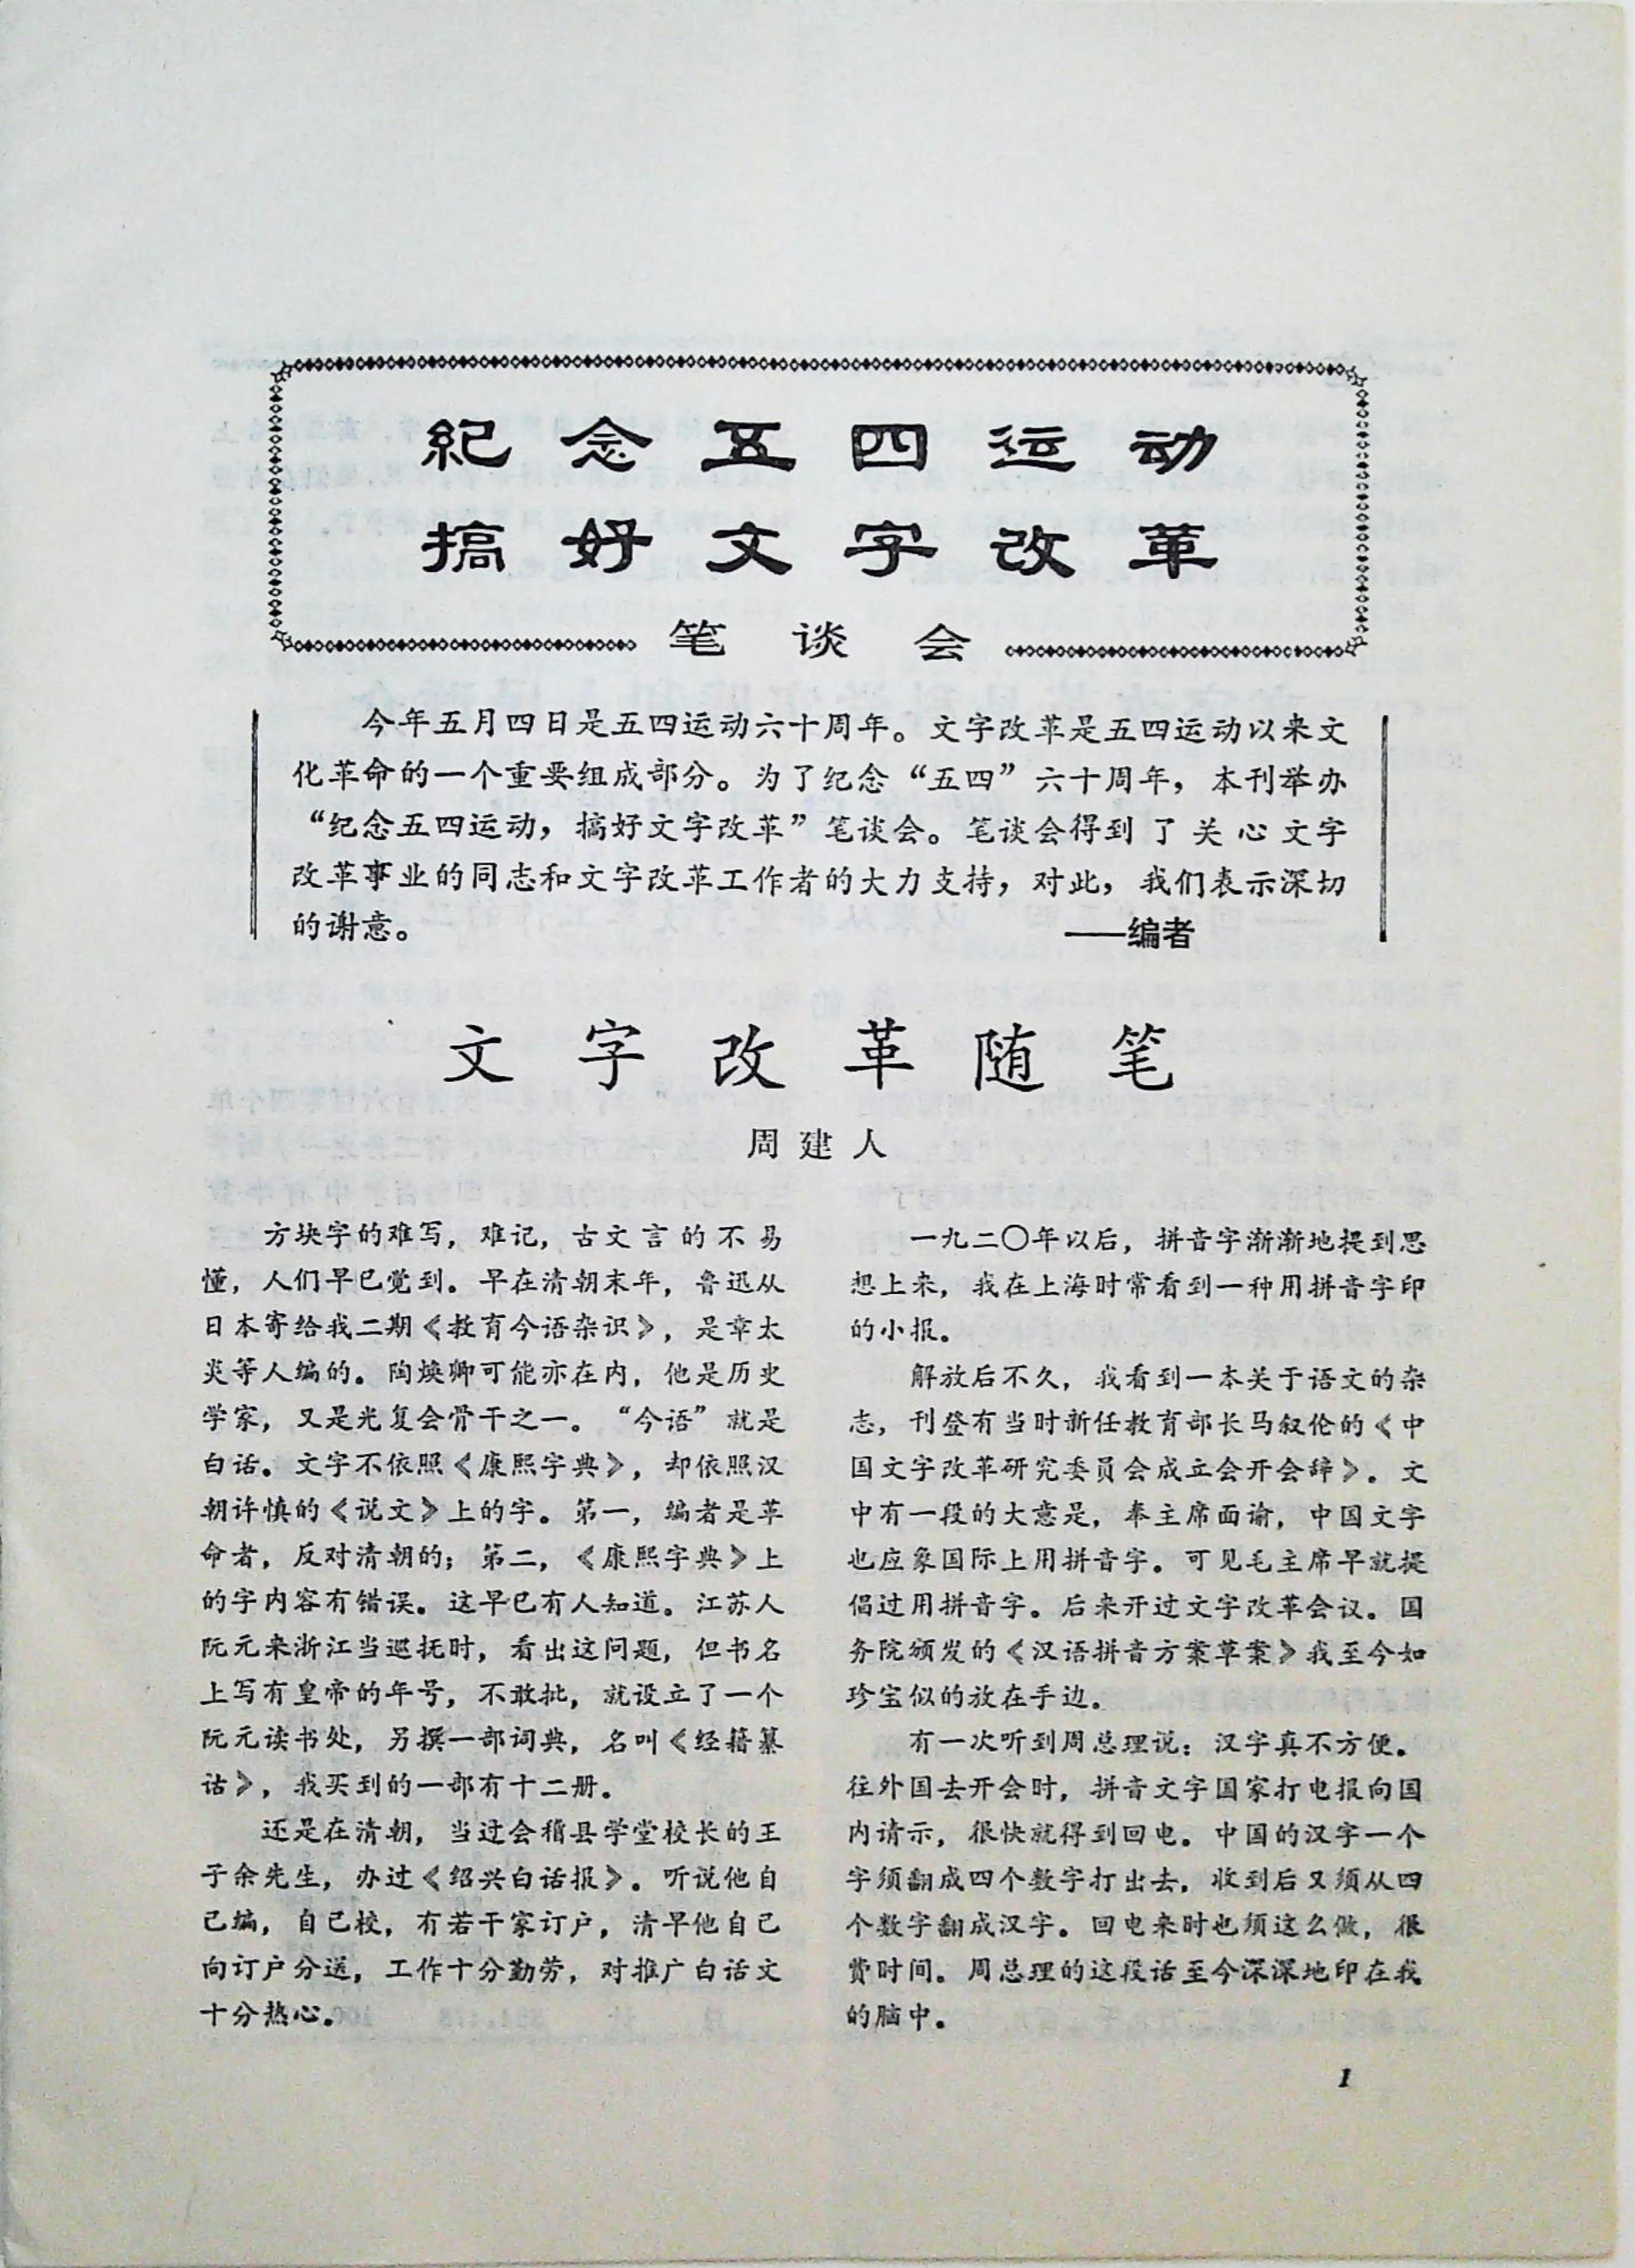 紀念五四运动
搞好文字改革
笔谈会
今年五月四日是五四运动六十周年。文字改革是五四运动以来文
化革命的一个重要组成部分。为了纪念“五四”六十周年，本刊举办
“纪念五四运动，搞好文字改革”笔谈会。笔谈会得到了关心文字
改革事业的同志和文字改革工作者的大力支持，对此，我们表示深切
的谢意。 ——编者
文字改革随笔
周建人
方块字的难写，难记，古文言的不易
懂，人们早已觉到。早在清朝末年，鲁迅从
日本寄给我二期《教育今语杂识》，是章太
炎等人编的。陶焕卿可能亦在内，他是历史
学家，又是光复会骨干之一。“今语”就是
白话。文字不依照《康熙字典》，却依照汉
朝许慎的《说文》上的字。第一，编者是革
命者，反对清朝的；第二，《康熙字典》上
的字内容有错误。这早已有人知道。江苏人
阮元来浙江当巡抚时，看出这问题，但书名
上写有皇帝的年号，不敢批，就设立了一个
阮元读书处，另撰一部词典，名叫《经籍纂
诂》，我买到的一部有十二册。
还是在清朝，当过会稽县学堂校长的王
子余先生，办过《绍兴白话报》。听说他自
己编，自己校，有若干家订户，清早他自己
向订户分送，工作十分勤劳，对推广白话文
十分热心。
一九二〇年以后，拼音字渐渐地提到思
想上来，我在上海时常看到一种用拼音字印
的小报。
解放后不久，我看到一本关于语文的杂
志，刊登有当时新任教育部长马叙伦的《中
国文字改革研究委员会成立会开会辞》。文
中有一段的大意是，奉主席面谕，中国文字
也应象国际上用拼音字。可见毛主席早就提
倡过用拼音字。后来开过文字改革会议。国
务院颁发的《汉语拼音方案草案》我至今如
珍宝似的放在手边。
有一次听到周总理说：汉字真不方便。
往外国去开会时，拼音文字国家打电报向国
内请示，很快就得到回电。中国的汉字一个
字须翻成四个数字打出去，收到后又须从四
个数字翻成汉字。回电来时也须这么做，很
费时间。周总理的这段话至今深深地印在我
的脑中。
1